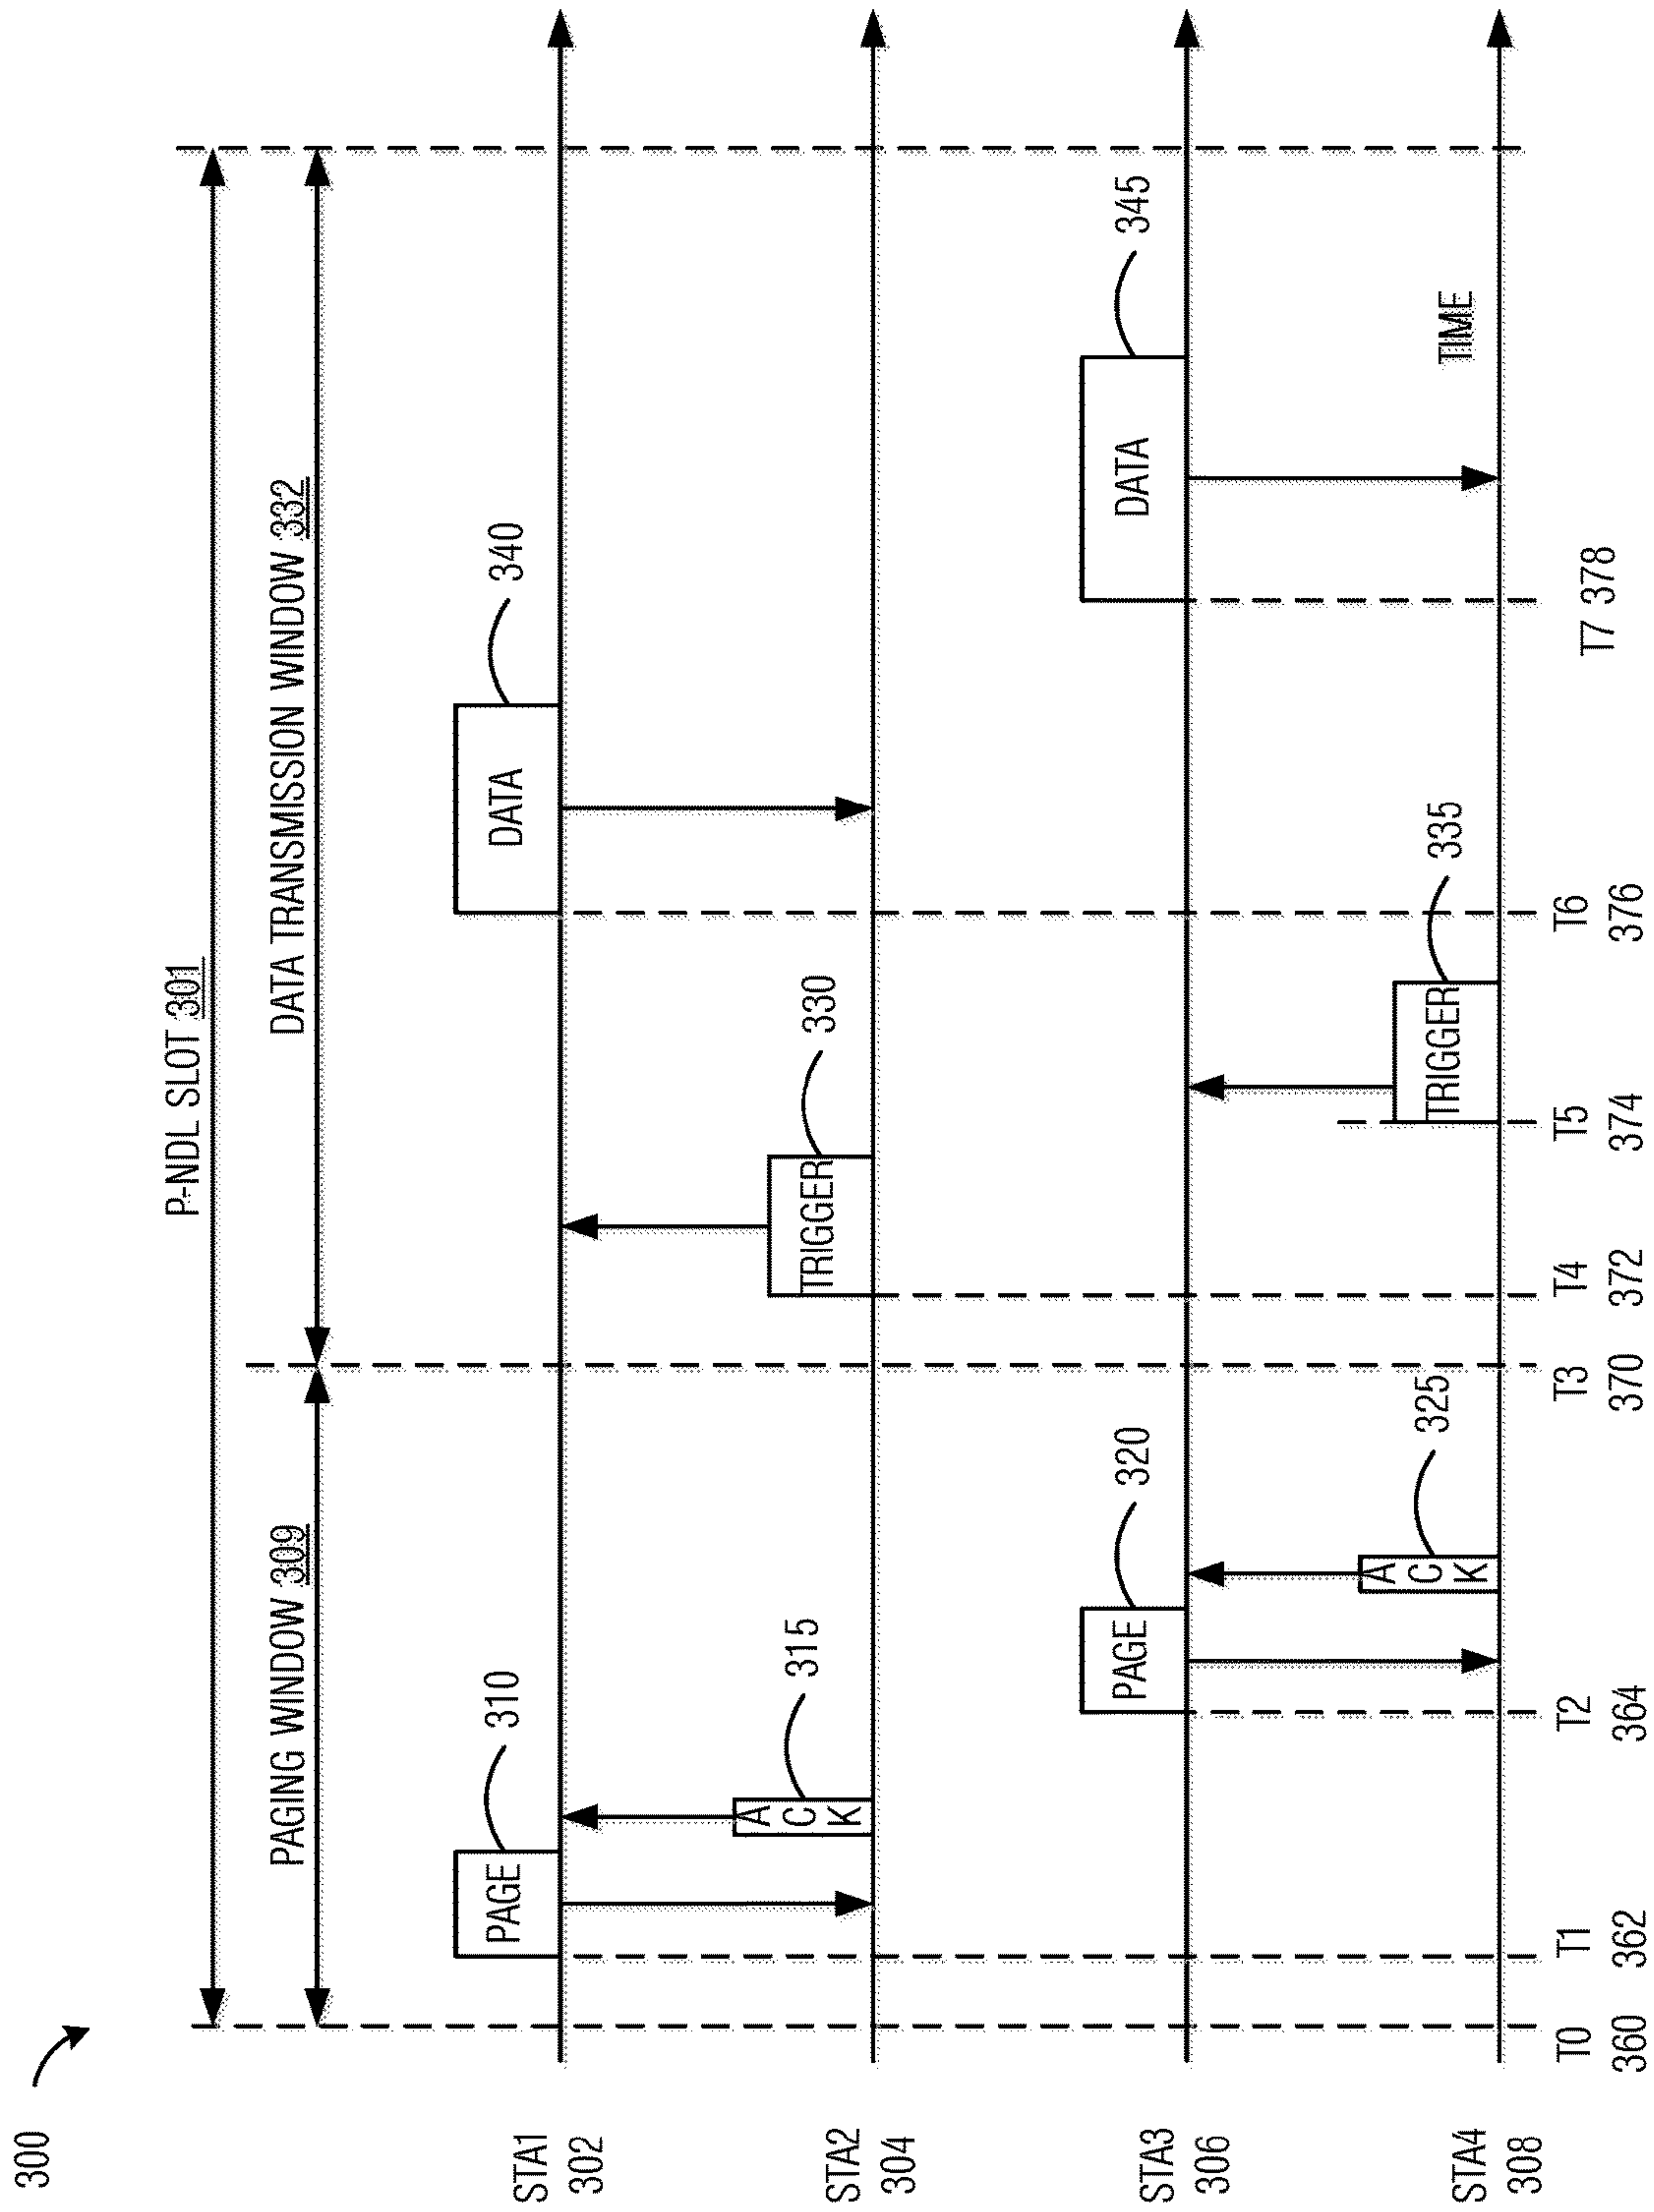 300
P-NDL SLOT 301
PAGING WINDOW 309
DATA TRANSMISSION WINDOW 332
STA1
302
PAGE
310
DATA
340
STA2
304
ACK
315
TRIGGER
330
STA3
306
PAGE
320
DATA
345
STA4
308
ACK
325
TRIGGER
335
TIME
T0
360
T1
362
T2
364
T3
370
T4
372
T5
374
T6
376
T7 378